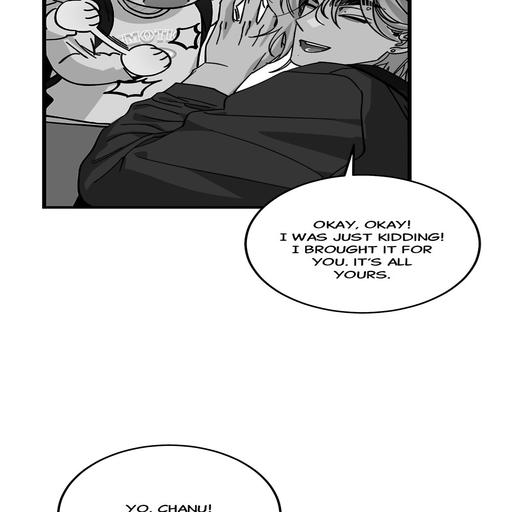 OKAY, OKAY!
I WAS JUST KIDDING!
I BROUGHT IT FOR
YOU. IT'S ALL
YOURS.
YO, CHANU!